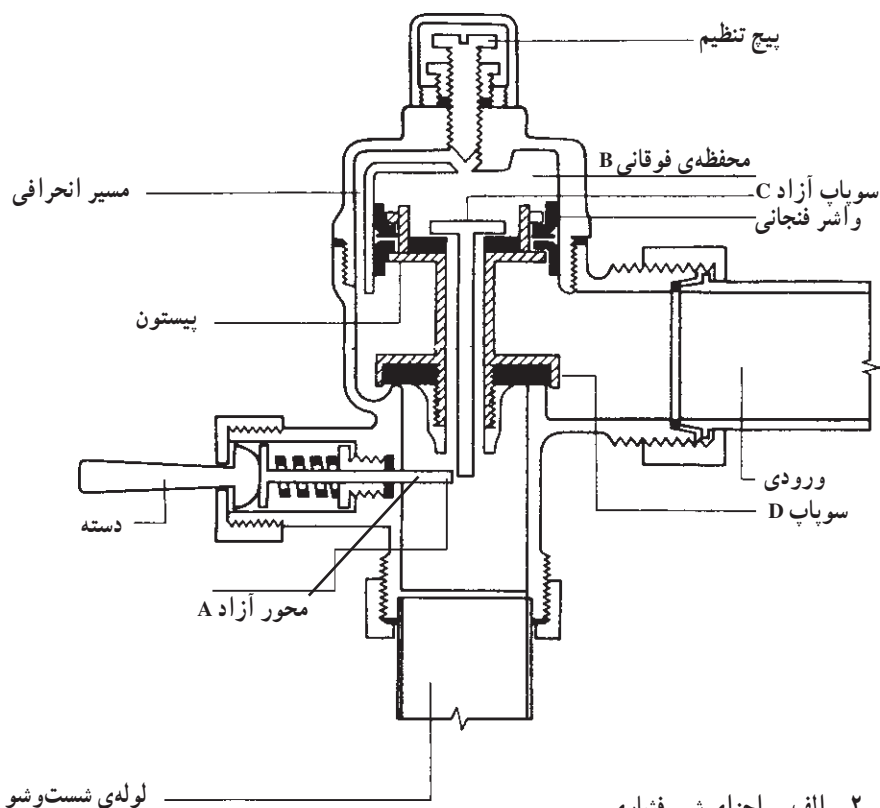 پیچ تنظیم
محفظه‌ی فوقانی B
سوپاپ آزاد C
واشر فنجانی
مسیر انحرافی
پیستون
ورودی
سوپاپ D
دسته
محور آزاد A
لوله‌ی شست‌وشو